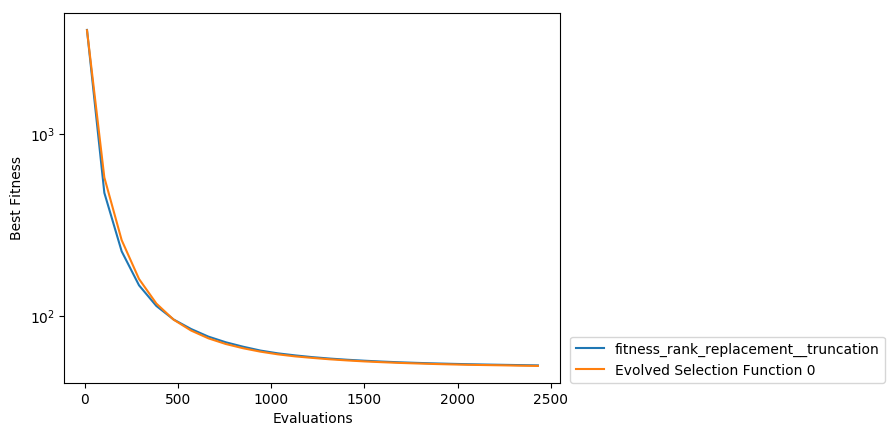 10³
10²
Best Fitness
0
500
1000
1500
2000
2500
Evaluations
fitness_rank_replacement__truncation
Evolved Selection Function 0